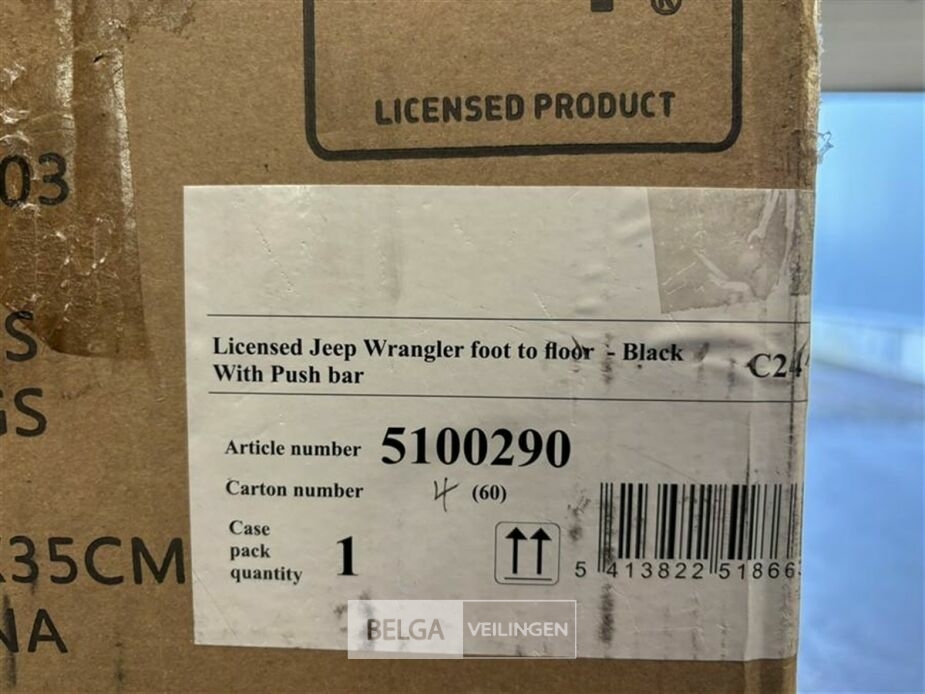 ®
LICENSED PRODUCT
03
S
GS
35CM
NA
Licensed Jeep Wrangler foot to floor - Black
With Push bar
C24
Article number 5100290
Carton number 4 (60)
Case
pack
quantity 1
5 413822 51866
BELGA VEILINGEN